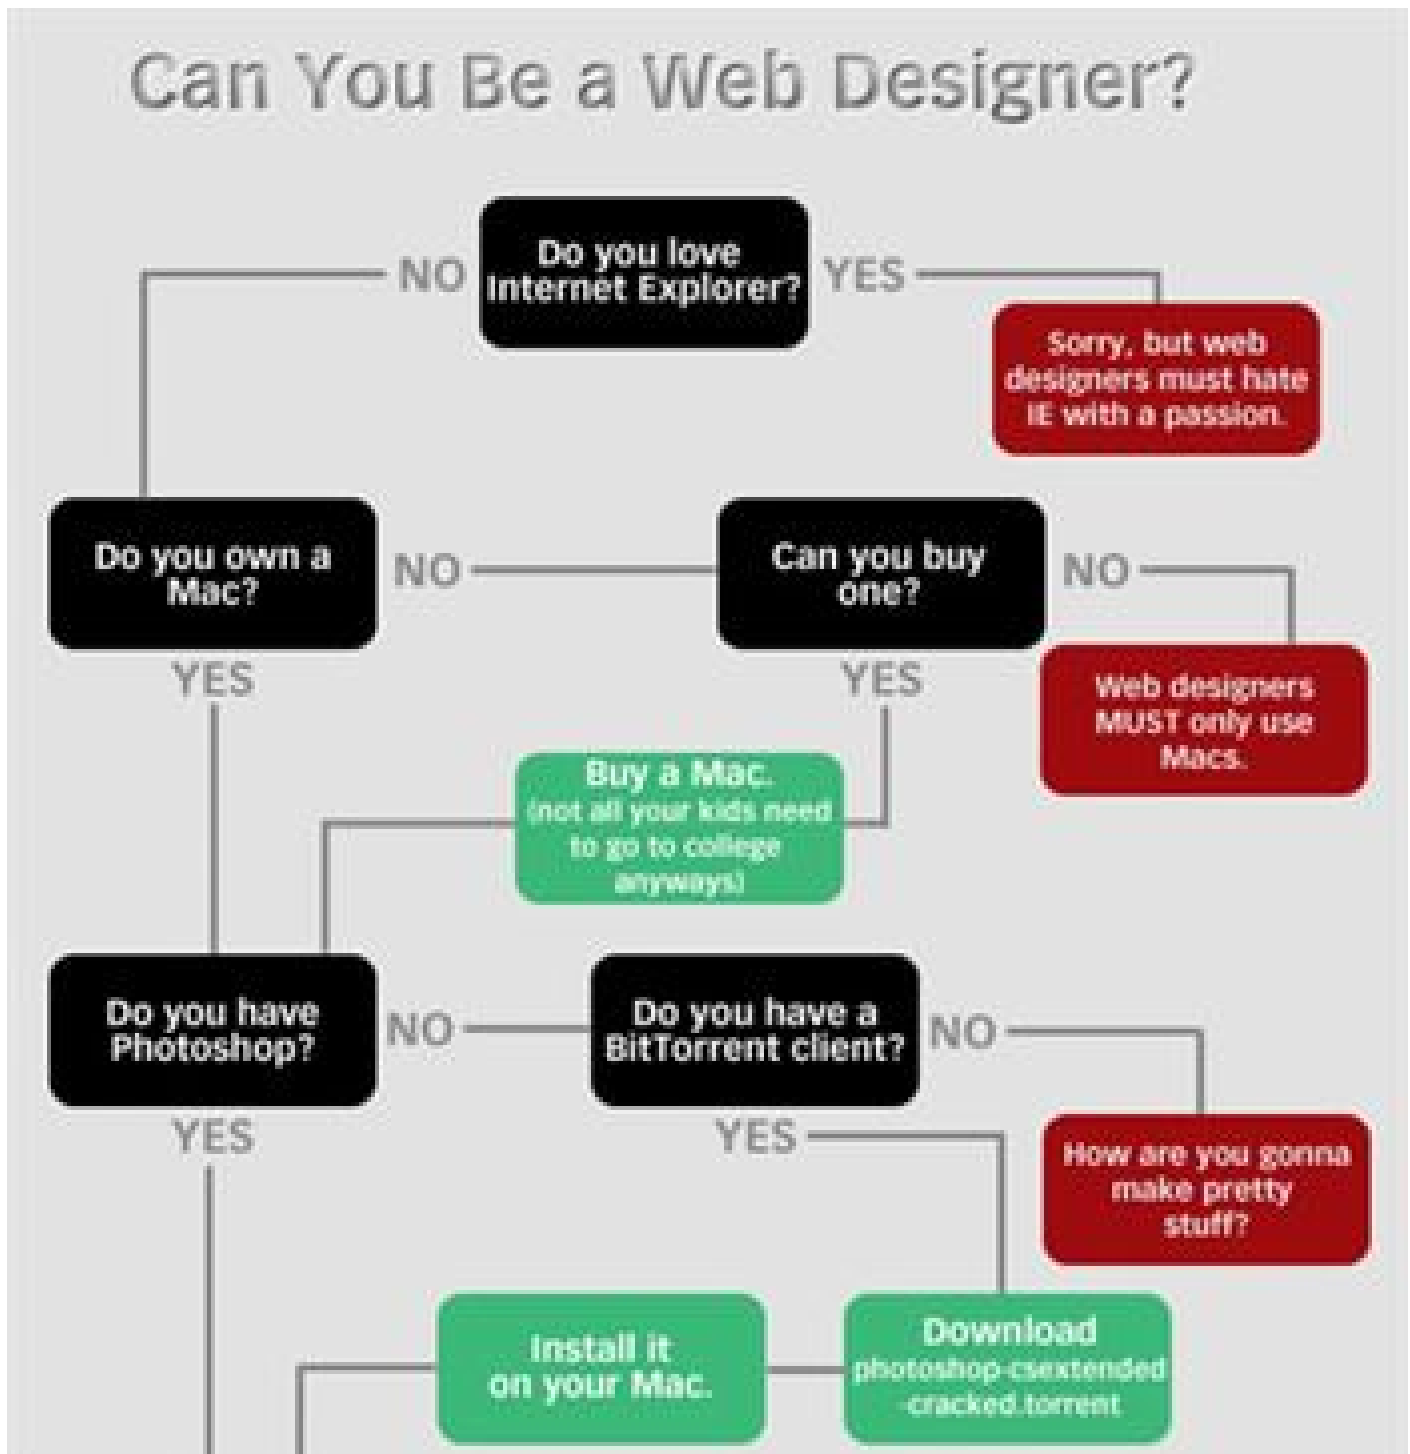 Can You Be a Web Designer?
Do you love
Internet Explorer?
NO
YES
Sorry, but web
designers must hate
IE with a passion.
Do you own a
Mac?
NO
Can you buy
one?
NO
YES
YES
Web designers
MUST only use
Macs.
Buy a Mac.
(not all your kids need
to go to college
anyways)
Do you have
Photoshop?
NO
Do you have a
BitTorrent client?
NO
YES
YES
How are you gonna
make pretty
stuff?
Install it
on your Mac.
Download
photoshop-csextended
-cracked.torrent